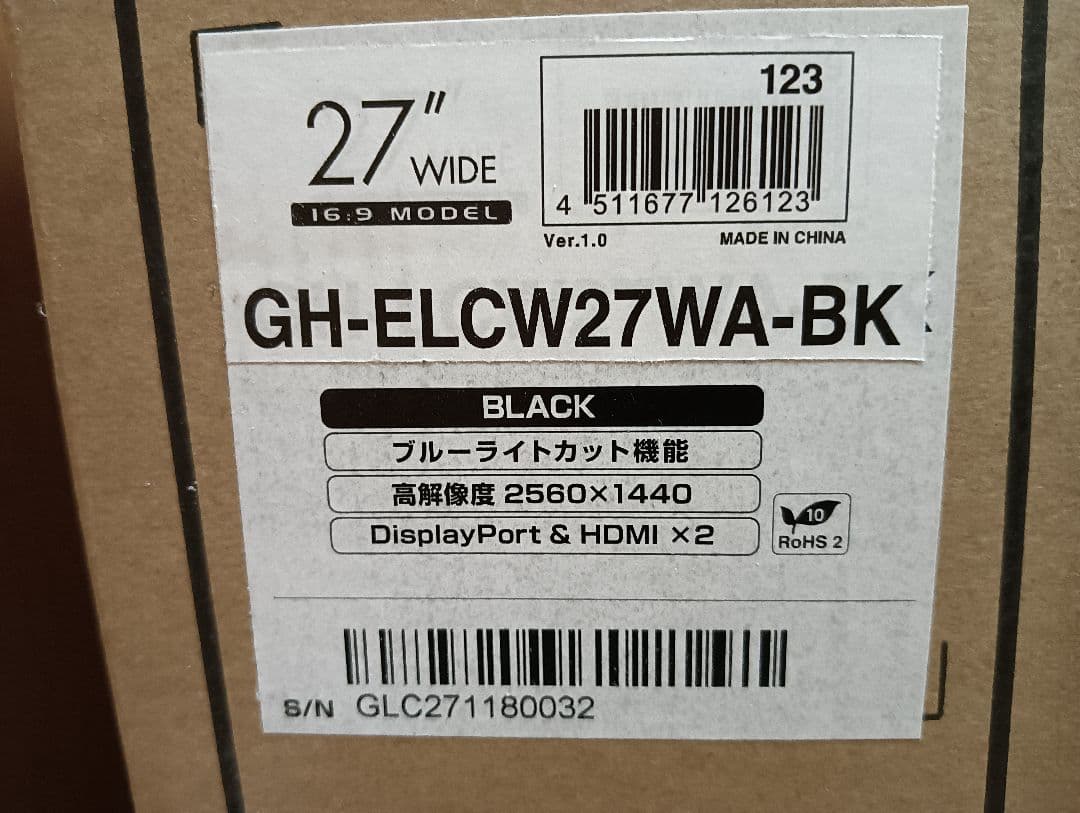 27" WIDE
16:9 MODEL
123
4 511677 126123
Ver.1.0 MADE IN CHINA
GH-ELCW27WA-BK
BLACK
ブルーライトカット機能
高解像度 2560×1440
DisplayPort & HDMI ×2
10
RoHS 2
S/N GLC271180032